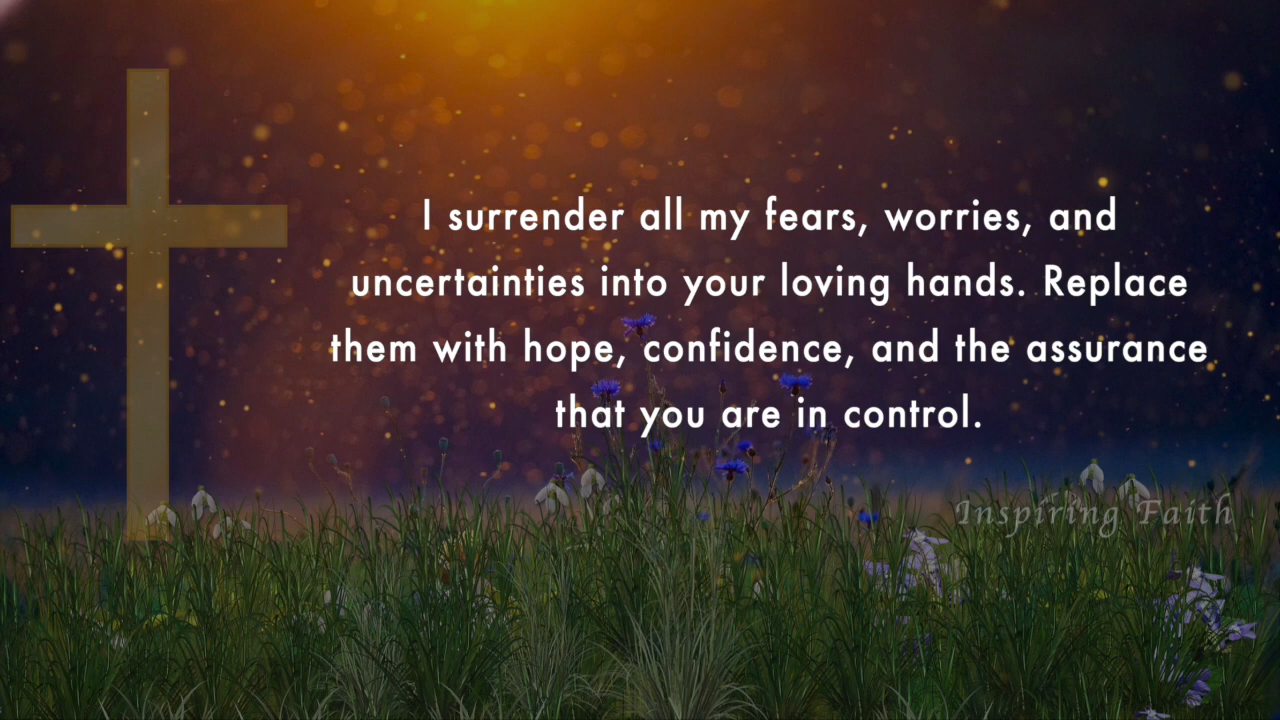 I surrender all my fears, worries, and
uncertainties into your loving hands. Replace
them with hope, confidence, and the assurance
that you are in control.
Inspiring Faith